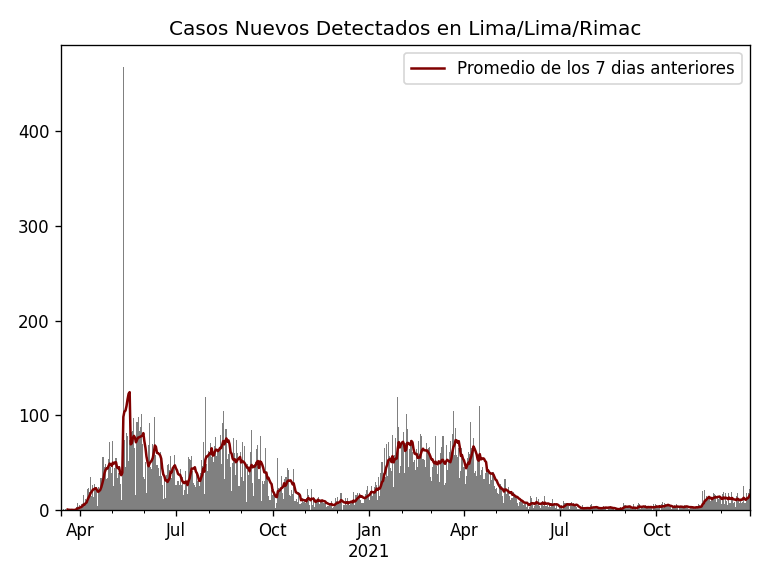 Casos Nuevos Detectados en Lima/Lima/Rimac
Promedio de los 7 dias anteriores
400
300
200
100
0
Apr Jul Oct Jan Apr Jul Oct
2021